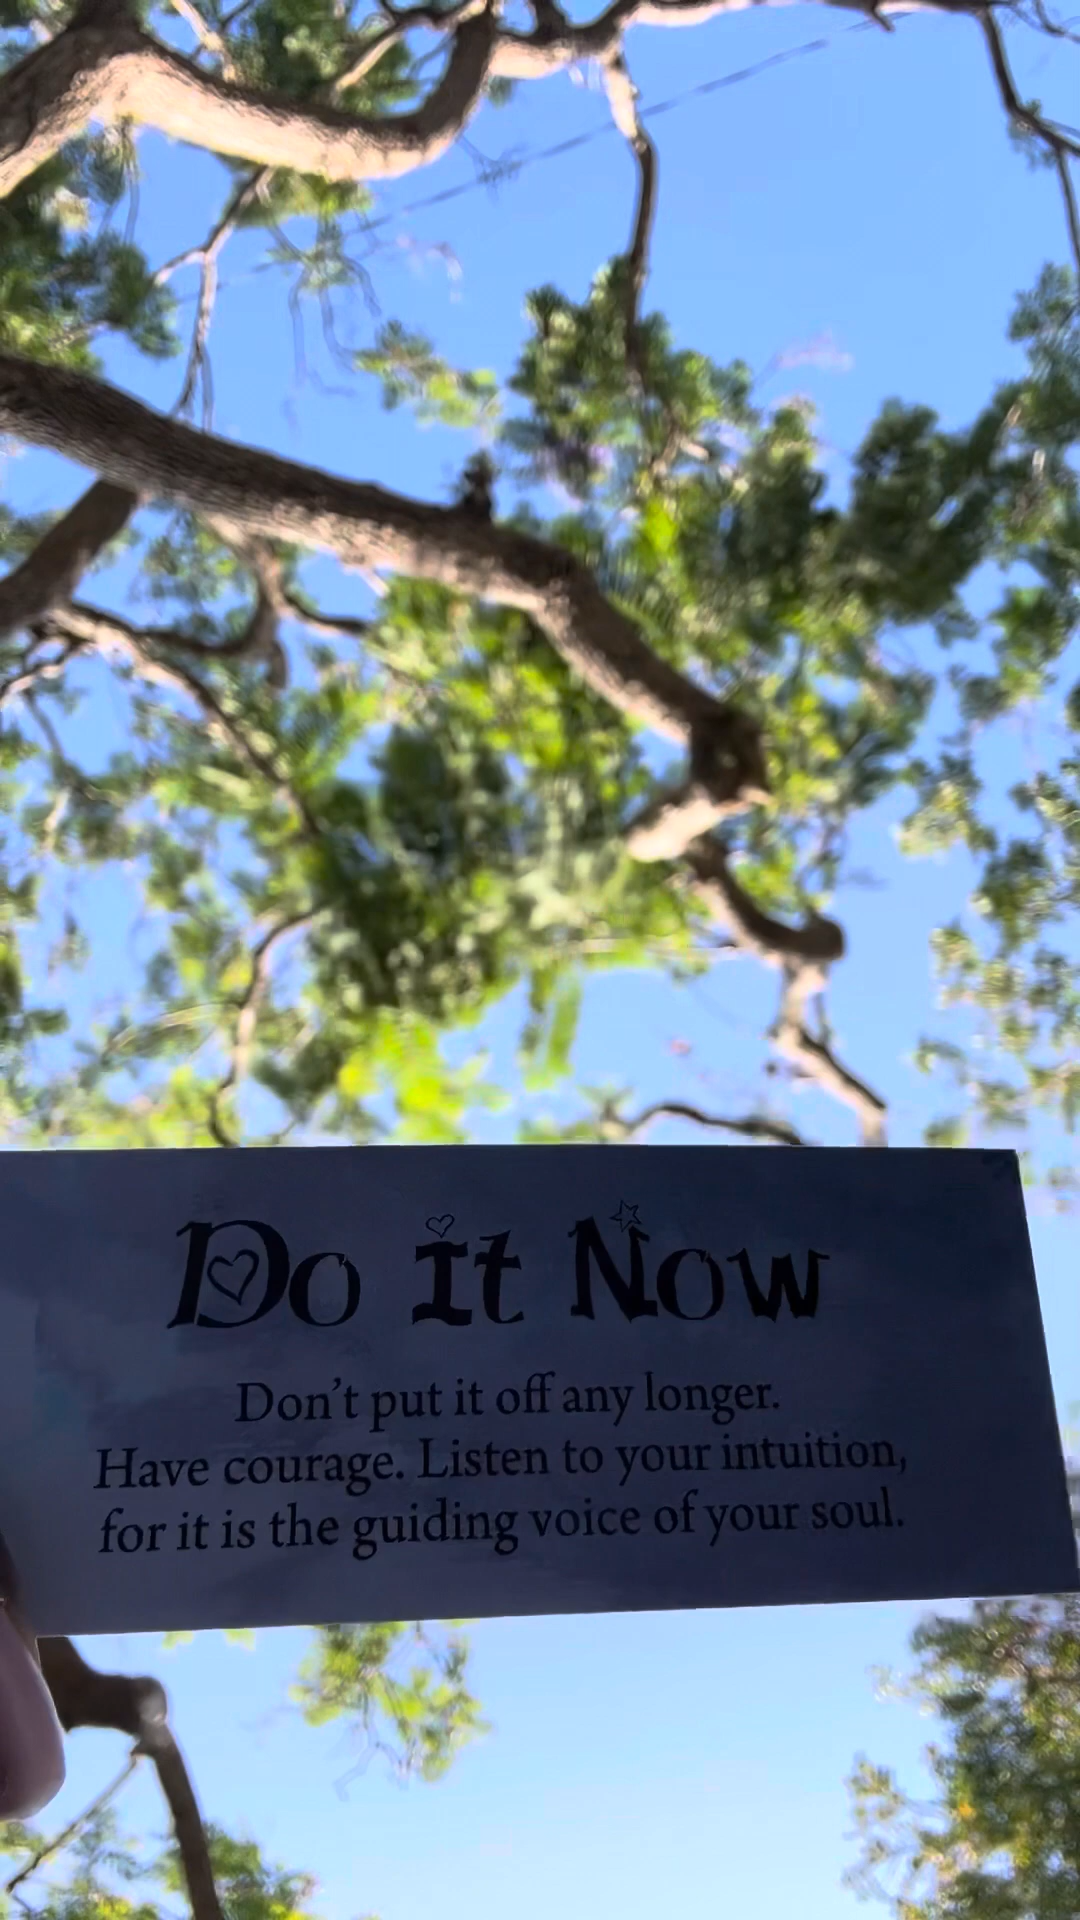 Do it Now
Don't put it off any longer.
Have courage. Listen to your intuition,
for it is the guiding voice of your soul.